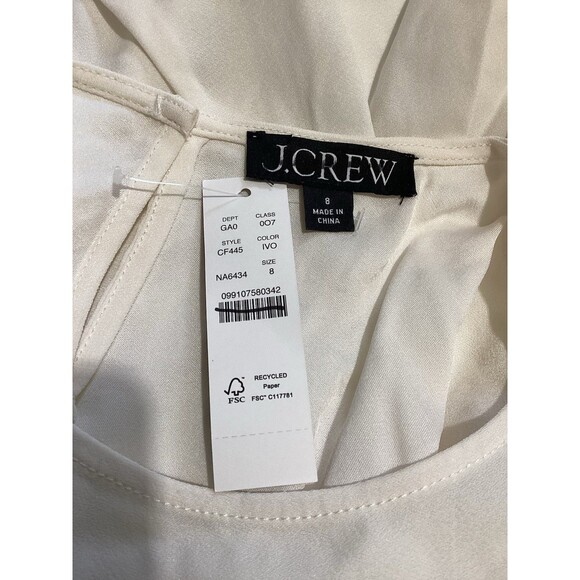 J.CREW
8
MADE IN
CHINA
DEPT CLASS
GA0 007
STYLE COLOR
CF445 IVO
SIZE
NA6434 8
099107580342
FSC
RECYCLED
Paper
FSC® C117781